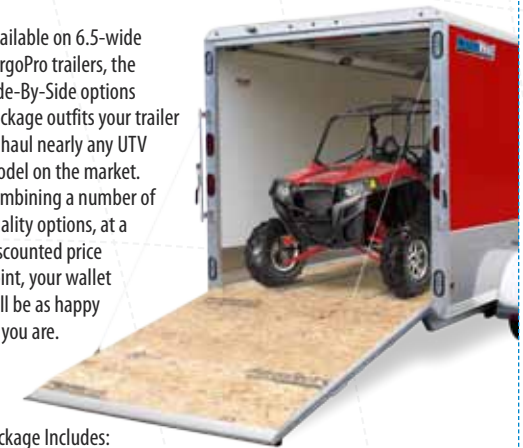 ailable on 6.5-wide
rgoPro trailers, the
de-By-Side options
ckage outfits your trailer
haul nearly any UTV
odel on the market.
ombining a number of
ality options, at a
scounted price
int, your wallet
ll be as happy
you are.
ckage Includes: